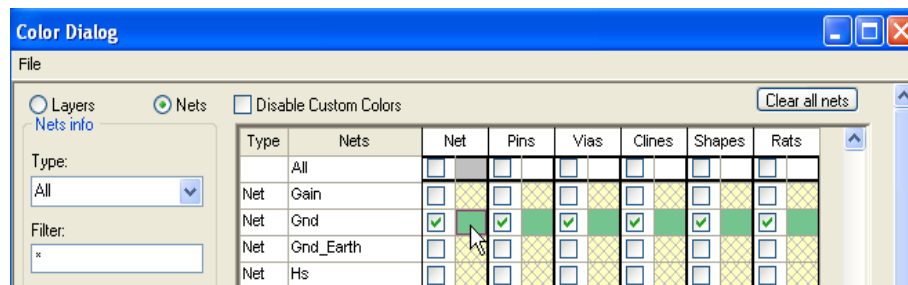 Color Dialog
File
Layers Nets Disable Custom Colors Clear all nets
Nets info
Type:
All
Filter:
*
Type Nets Net Pins Vias Clines Shapes Rats
All
Net Gain
Net Gnd
Net Gnd_Earth
Net Hs